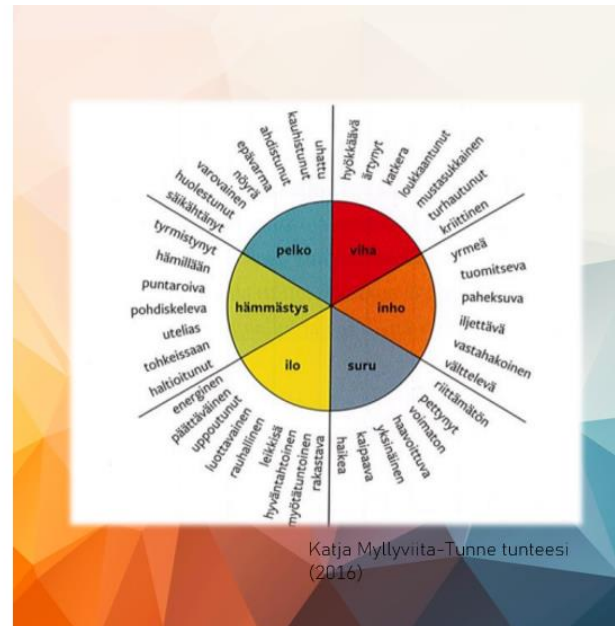 pelko
viha
inho
suru
ilo
hämmästys
hyökkäävä
ärtynyt
katkera
loukkaantunut
mustasukkainen
turhautunut
kriittinen
yrmeä
tuomitseva
paheksuva
iljettävä
vastahakoinen
välttelevä
riittämätön
pettynyt
voimaton
haavoittuva
yksinäinen
kaipaava
haikea
rakastava
myötätuntoinen
hyväntahtoinen
leikkisä
rauhallinen
luottavainen
uppoutunut
päättäväinen
energinen
haltioitunut
tohkeissaan
utelias
pohdiskeleva
puntaroiva
hämillään
tyrmistynyt
säikähtänyt
huolestunut
varovainen
nöyrä
epävarma
ahdistunut
kauhistunut
uhattu
Katja Myllyviita-Tunne tunteesi
(2016)